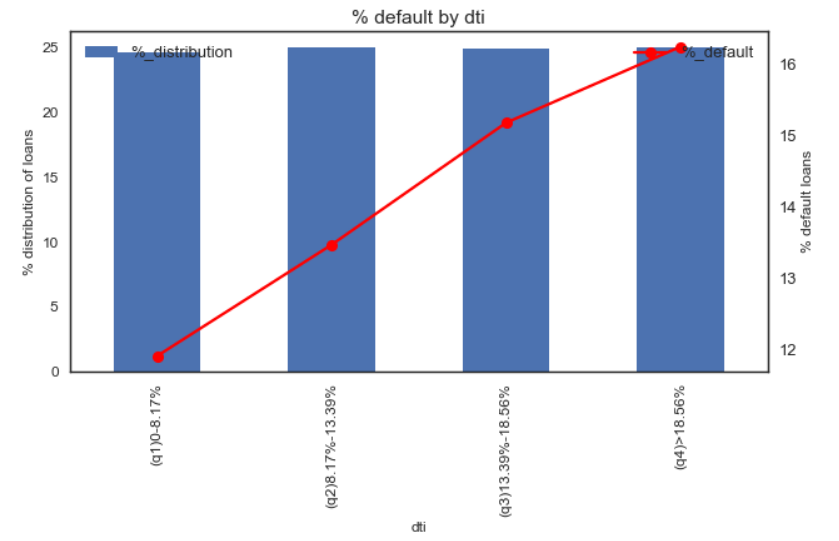 % default by dti
%_distribution
%_default
% distribution of loans
25
20
15
10
5
0
16
15
14
13
12
% default loans
(q1)0-8.17%
(q2)8.17%-13.39%
(q3)13.39%-18.56%
(q4)>18.56%
dti